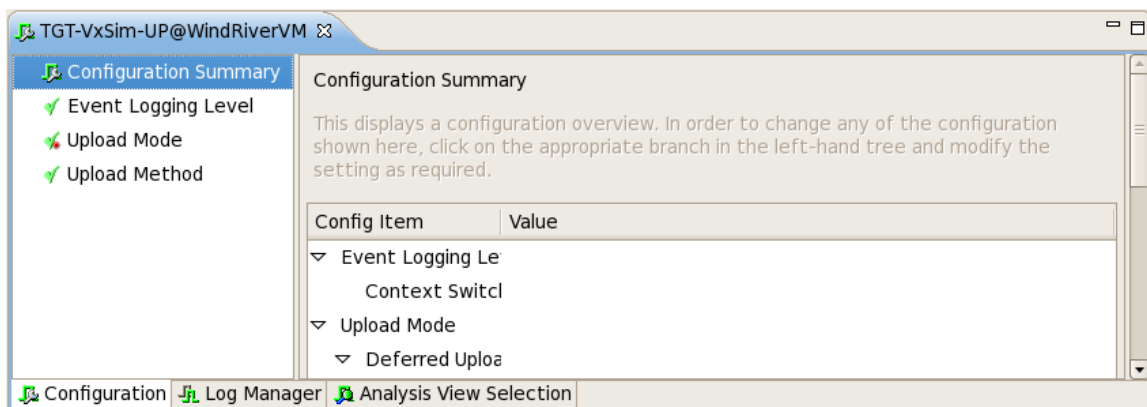 TGT-VxSim-UP@WindRiverVM
Configuration Summary
Event Logging Level
Upload Mode
Upload Method
Configuration Summary
This displays a configuration overview. In order to change any of the configuration
shown here, click on the appropriate branch in the left-hand tree and modify the
setting as required.
Config Item Value
Event Logging Le
Context Switcl
Upload Mode
Deferred Uploa
Configuration Log Manager Analysis View Selection